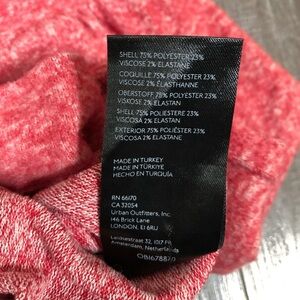 SHELL 75% POLYESTER 23%
VISCOSE 2% ELASTANE
COQUILLE 75% POLYESTER 23%
VISCOSE 2% ÉLASTHANNE
OBERSTOFF 75% POLYESTER 23%
VISKOSE 2% ELASTAN
SHELL 75% POLIESTERE 23%
VISCOSA 2% ELASTAN
EXTERIOR 75% POLIÉSTER 23%
VISCOSA 2% ELASTANO
MADE IN TURKEY
MADE IN TÜRKIYE
HECHO EN TURQUÍA
RN 66170
CA 32054
Urban Outfitters, Inc.
146 Brick Lane
LONDON, E1 6RU
Leidsestraat 32, 1017 PB
Amsterdam, Netherlands